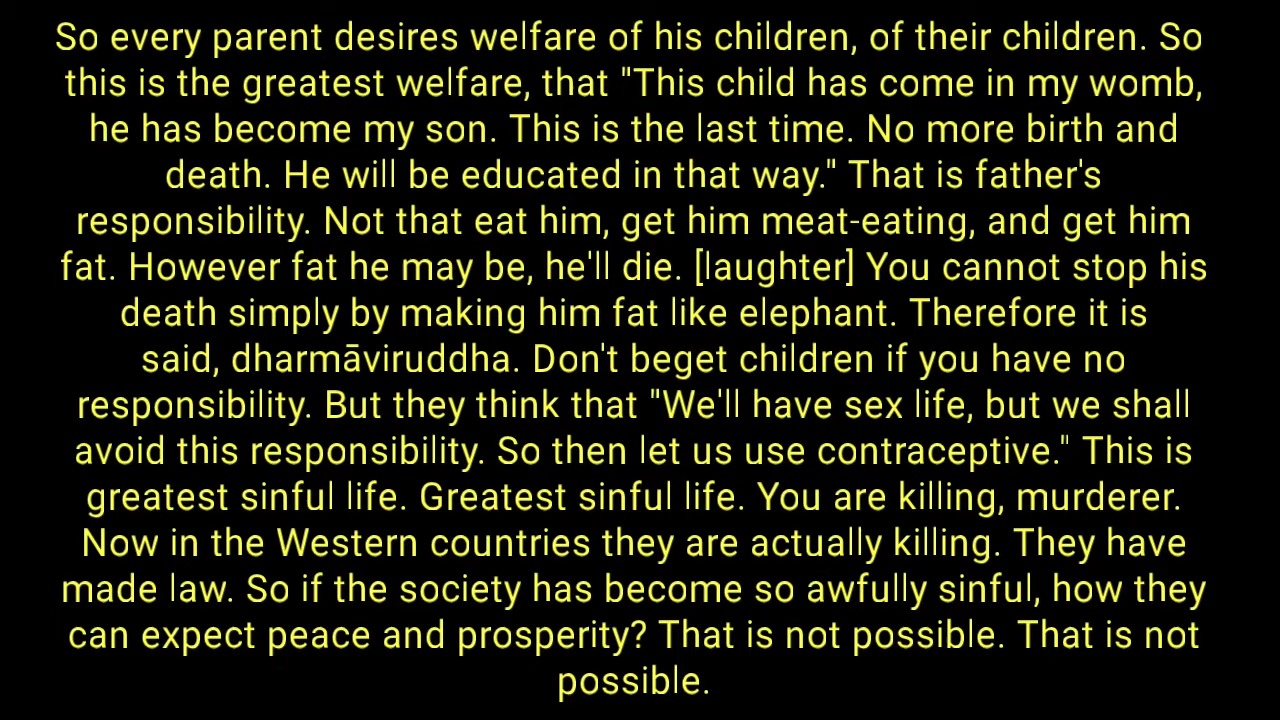 So every parent desires welfare of his children, of their children. So
this is the greatest welfare, that "This child has come in my womb,
he has become my son. This is the last time. No more birth and
death. He will be educated in that way." That is father's
responsibility. Not that eat him, get him meat-eating, and get him
fat. However fat he may be, he'll die. [laughter] You cannot stop his
death simply by making him fat like elephant. Therefore it is
said, dharmāviruddha. Don't beget children if you have no
responsibility. But they think that "We'll have sex life, but we shall
avoid this responsibility. So then let us use contraceptive." This is
greatest sinful life. Greatest sinful life. You are killing, murderer.
Now in the Western countries they are actually killing. They have
made law. So if the society has become so awfully sinful, how they
can expect peace and prosperity? That is not possible. That is not
possible.